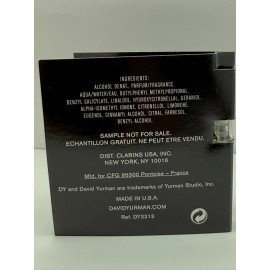 INGREDIENTS:
ALCOHOL DENAT, PARFUM/FRAGRANCE,
AQUA/WATER/EAU, BUTYLPHENYL METHYLPROPIONAL,
BENZYL SALICYLATE, LINALOOL, HYDROXYCITRONELLAL, GERANIOL,
ALPHA-ISOMETHYL IONONE, CITRONELLOL, LIMONENE,
EUGENOL, CINNAMYL ALCOHOL, CITRAL, FARNESOL,
BENZYL ALCOHOL
SAMPLE NOT FOR SALE.
ECHANTILLON GRATUIT. NE PEUT ETRE VENDU.
DIST. CLARINS USA, INC.
NEW YORK, NY 10016
Mfd. for CFG 95300 Pontoise – France
DY and David Yurman are trademarks of Yurman Studio, Inc.
MADE IN U.S.A.
DAVIDYURMAN.COM
Ref. DY3313